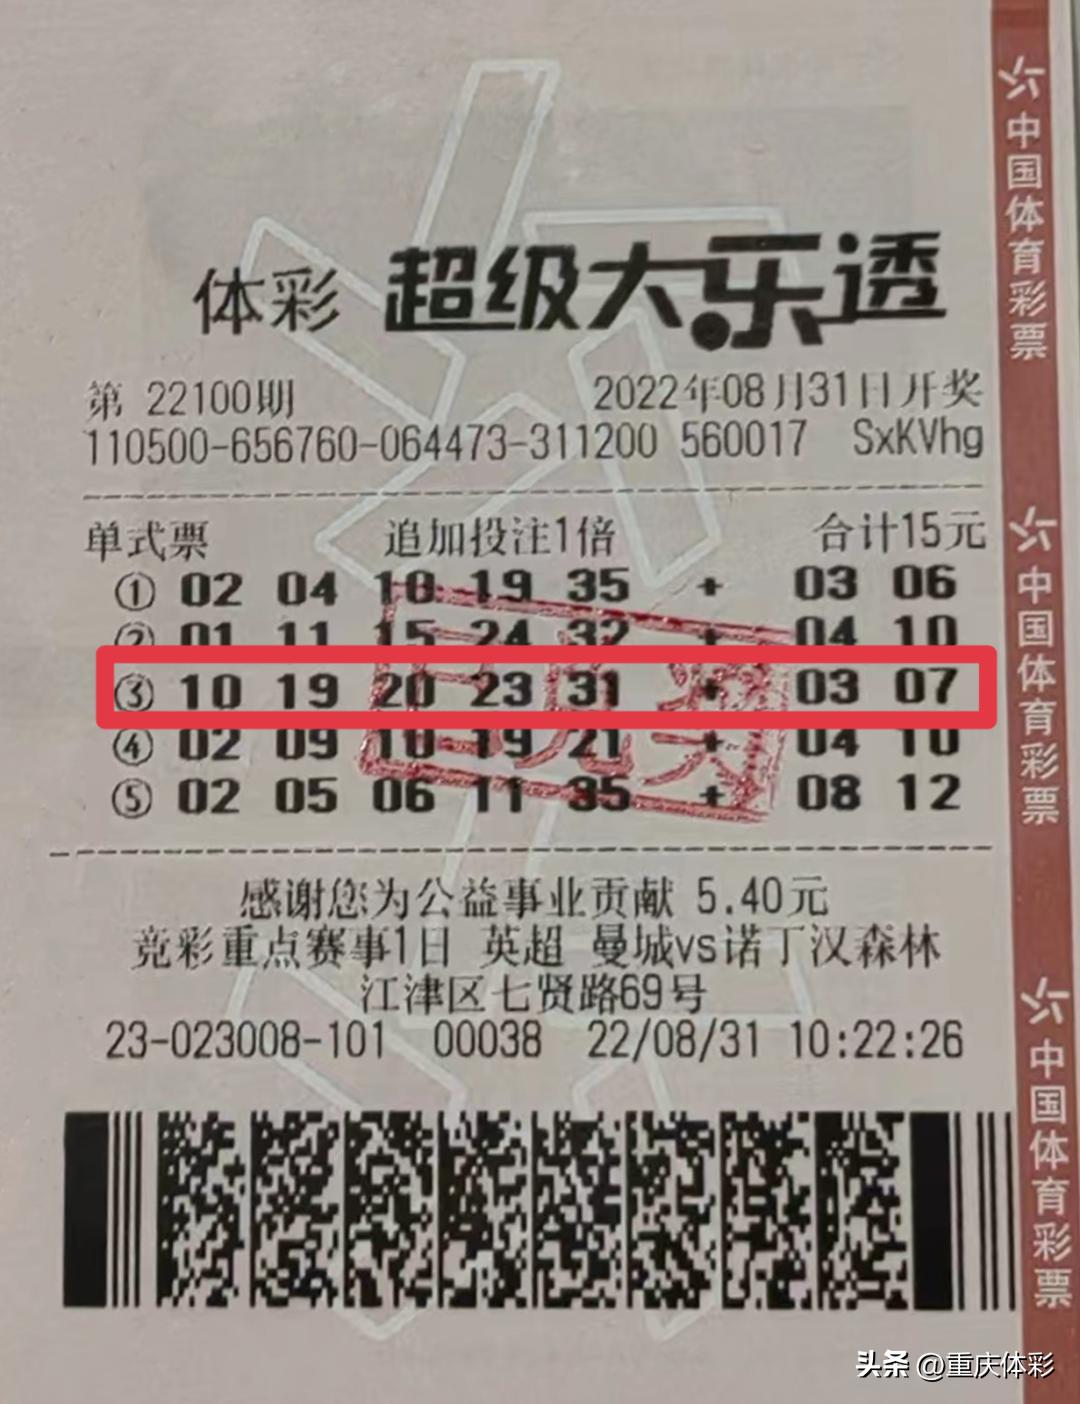 体彩 超级大乐透
第 22100期 2022年08月31日开奖
110500-656760-064473-311200 560017 SxKVhg
单式票 追加投注1倍 合计15元
① 02 04 10 19 35 + 03 06
② 01 11 15 24 32 + 04 10
③ 10 19 20 23 31 + 03 07
④ 02 09 10 19 21 + 04 10
⑤ 02 05 06 11 35 + 08 12
已兑奖
感谢您为公益事业贡献 5.40元
竞彩重点赛事1日 英超 曼城vs诺丁汉森林
江津区七贤路69号
23-023008-101 00038 22/08/31 10:22:26
中国体育彩票
中国体育彩票
中国体育彩票
头条 @重庆体彩